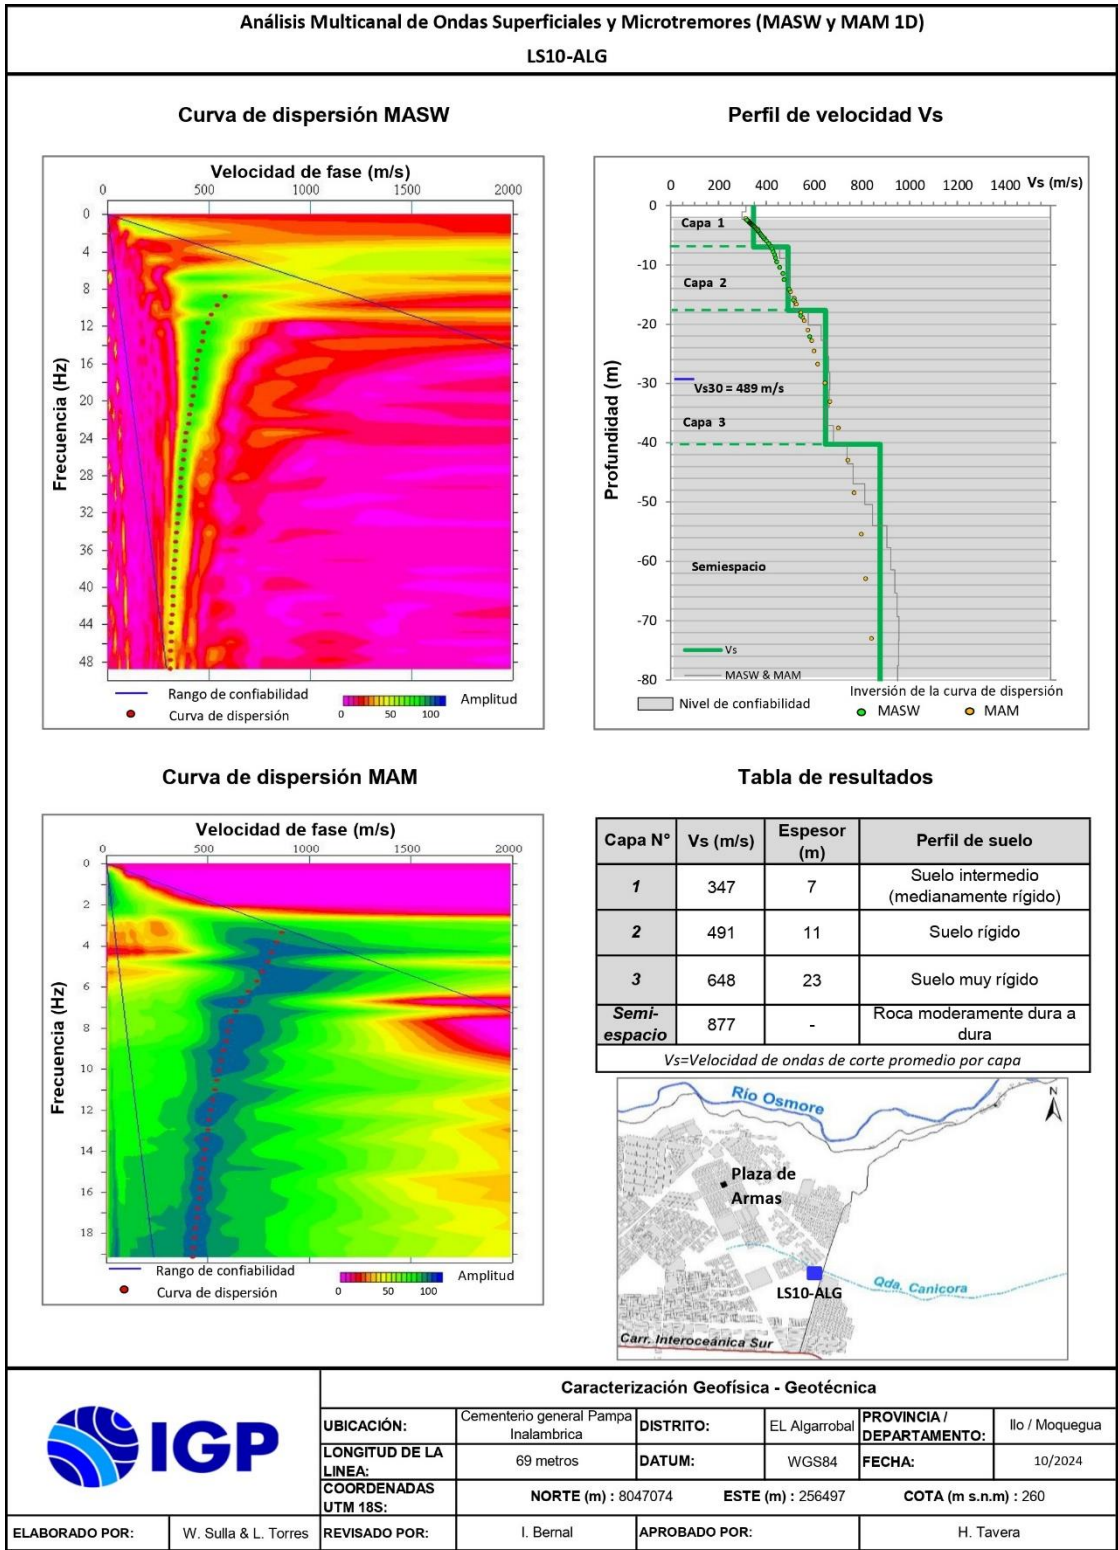 Análisis Multicanal de Ondas Superficiales y Microtremores (MASW y MAM 1D)
LS10-ALG
Curva de dispersión MASW
Velocidad de fase (m/s)
0 500 1000 1500 2000
Frecuencia (Hz)
0
4
8
12
16
20
24
28
32
36
40
44
48
Rango de confiabilidad
Curva de dispersión
0 50 100
Amplitud
Perfil de velocidad Vs
0 200 400 600 800 1000 1200 1400 Vs (m/s)
Profundidad (m)
0
-10
-20
-30
-40
-50
-60
-70
-80
Capa 1
Capa 2
Vs30 = 489 m/s
Capa 3
Semiespacio
Vs
MASW & MAM
Nivel de confiabilidad
Inversión de la curva de dispersión
MASW MAM
Curva de dispersión MAM
Velocidad de fase (m/s)
0 500 1000 1500 2000
Frecuencia (Hz)
0
2
4
6
8
10
12
14
16
18
Rango de confiabilidad
Curva de dispersión
0 50 100
Amplitud
Tabla de resultados
Capa N° Vs (m/s) Espesor (m) Perfil de suelo
1 347 7 Suelo intermedio (medianamente rígido)
2 491 11 Suelo rígido
3 648 23 Suelo muy rígido
Semi-espacio 877 - Roca moderamente dura a dura
Vs=Velocidad de ondas de corte promedio por capa
Río Osmore
N
Plaza de
Armas
LS10-ALG
Qda. Canicora
Carr. Interoceánica Sur
IGP
Caracterización Geofísica - Geotécnica
UBICACIÓN: Cementerio general Pampa Inalambrica DISTRITO: EL Algarrobal PROVINCIA / DEPARTAMENTO: Ilo / Moquegua
LONGITUD DE LA LINEA: 69 metros DATUM: WGS84 FECHA: 10/2024
COORDENADAS UTM 18S: NORTE (m) : 8047074 ESTE (m) : 256497 COTA (m s.n.m) : 260
ELABORADO POR: W. Sulla & L. Torres REVISADO POR: I. Bernal APROBADO POR: H. Tavera